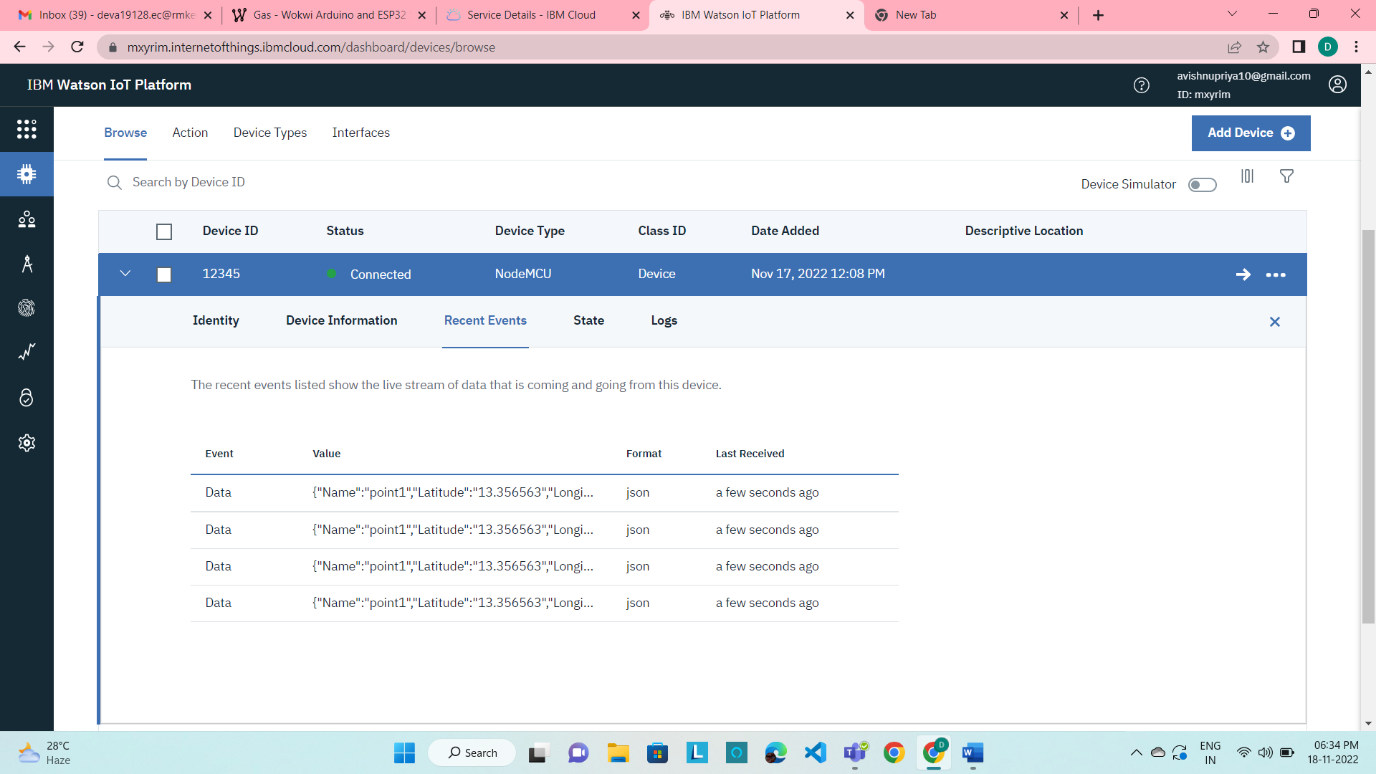 Inbox (39) - deva19128.ec@rmke
Gas - Wokwi Arduino and ESP32
Service Details - IBM Cloud
IBM Watson IoT Platform
New Tab
mxyrim.internetofthings.ibmcloud.com/dashboard/devices/browse
D
IBM Watson IoT Platform
avishnupriya10@gmail.com
ID: mxyrim
Browse Action Device Types Interfaces
Add Device
Search by Device ID
Device Simulator
Device ID Status Device Type Class ID Date Added Descriptive Location
12345 Connected NodeMCU Device Nov 17, 2022 12:08 PM
Identity Device Information Recent Events State Logs
The recent events listed show the live stream of data that is coming and going from this device.
Event Value Format Last Received
Data {"Name":"point1","Latitude":"13.356563","Longi... json a few seconds ago
Data {"Name":"point1","Latitude":"13.356563","Longi... json a few seconds ago
Data {"Name":"point1","Latitude":"13.356563","Longi... json a few seconds ago
Data {"Name":"point1","Latitude":"13.356563","Longi... json a few seconds ago
28°C
Haze
Search
ENG
IN
06:34 PM
18-11-2022